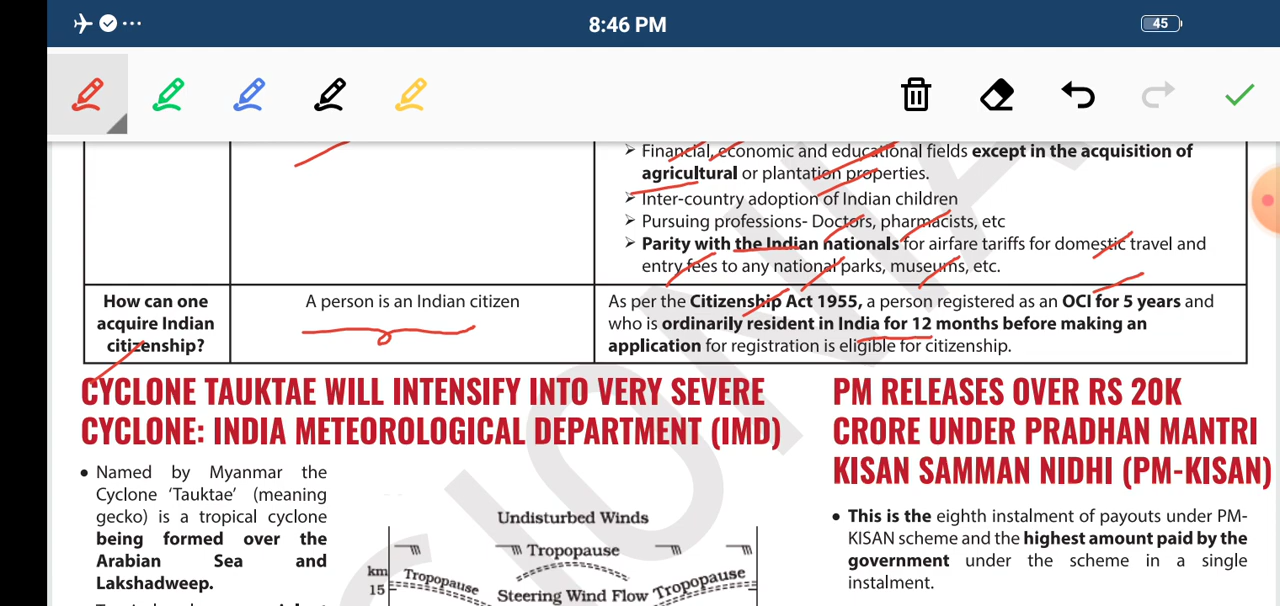 8:46 PM
45
➢ Financial, economic and educational fields except in the acquisition of
agricultural or plantation properties.
➢ Inter-country adoption of Indian children
➢ Pursuing professions- Doctors, pharmacists, etc
➢ Parity with the Indian nationals for airfare tariffs for domestic travel and
entry fees to any national parks, museums, etc.
How can one
acquire Indian
citizenship?
A person is an Indian citizen
As per the Citizenship Act 1955, a person registered as an OCI for 5 years and
who is ordinarily resident in India for 12 months before making an
application for registration is eligible for citizenship.
CYCLONE TAUKTAE WILL INTENSIFY INTO VERY SEVERE
CYCLONE: INDIA METEOROLOGICAL DEPARTMENT (IMD)
• Named by Myanmar the
Cyclone ‘Tauktae’ (meaning
gecko) is a tropical cyclone
being formed over the
Arabian Sea and
Lakshadweep.
Undisturbed Winds
Tropopause
km
15
Tropopause
Steering Wind Flow
Tropopause
PM RELEASES OVER RS 20K
CRORE UNDER PRADHAN MANTRI
KISAN SAMMAN NIDHI (PM-KISAN)
• This is the eighth instalment of payouts under PM-
KISAN scheme and the highest amount paid by the
government under the scheme in a single
instalment.